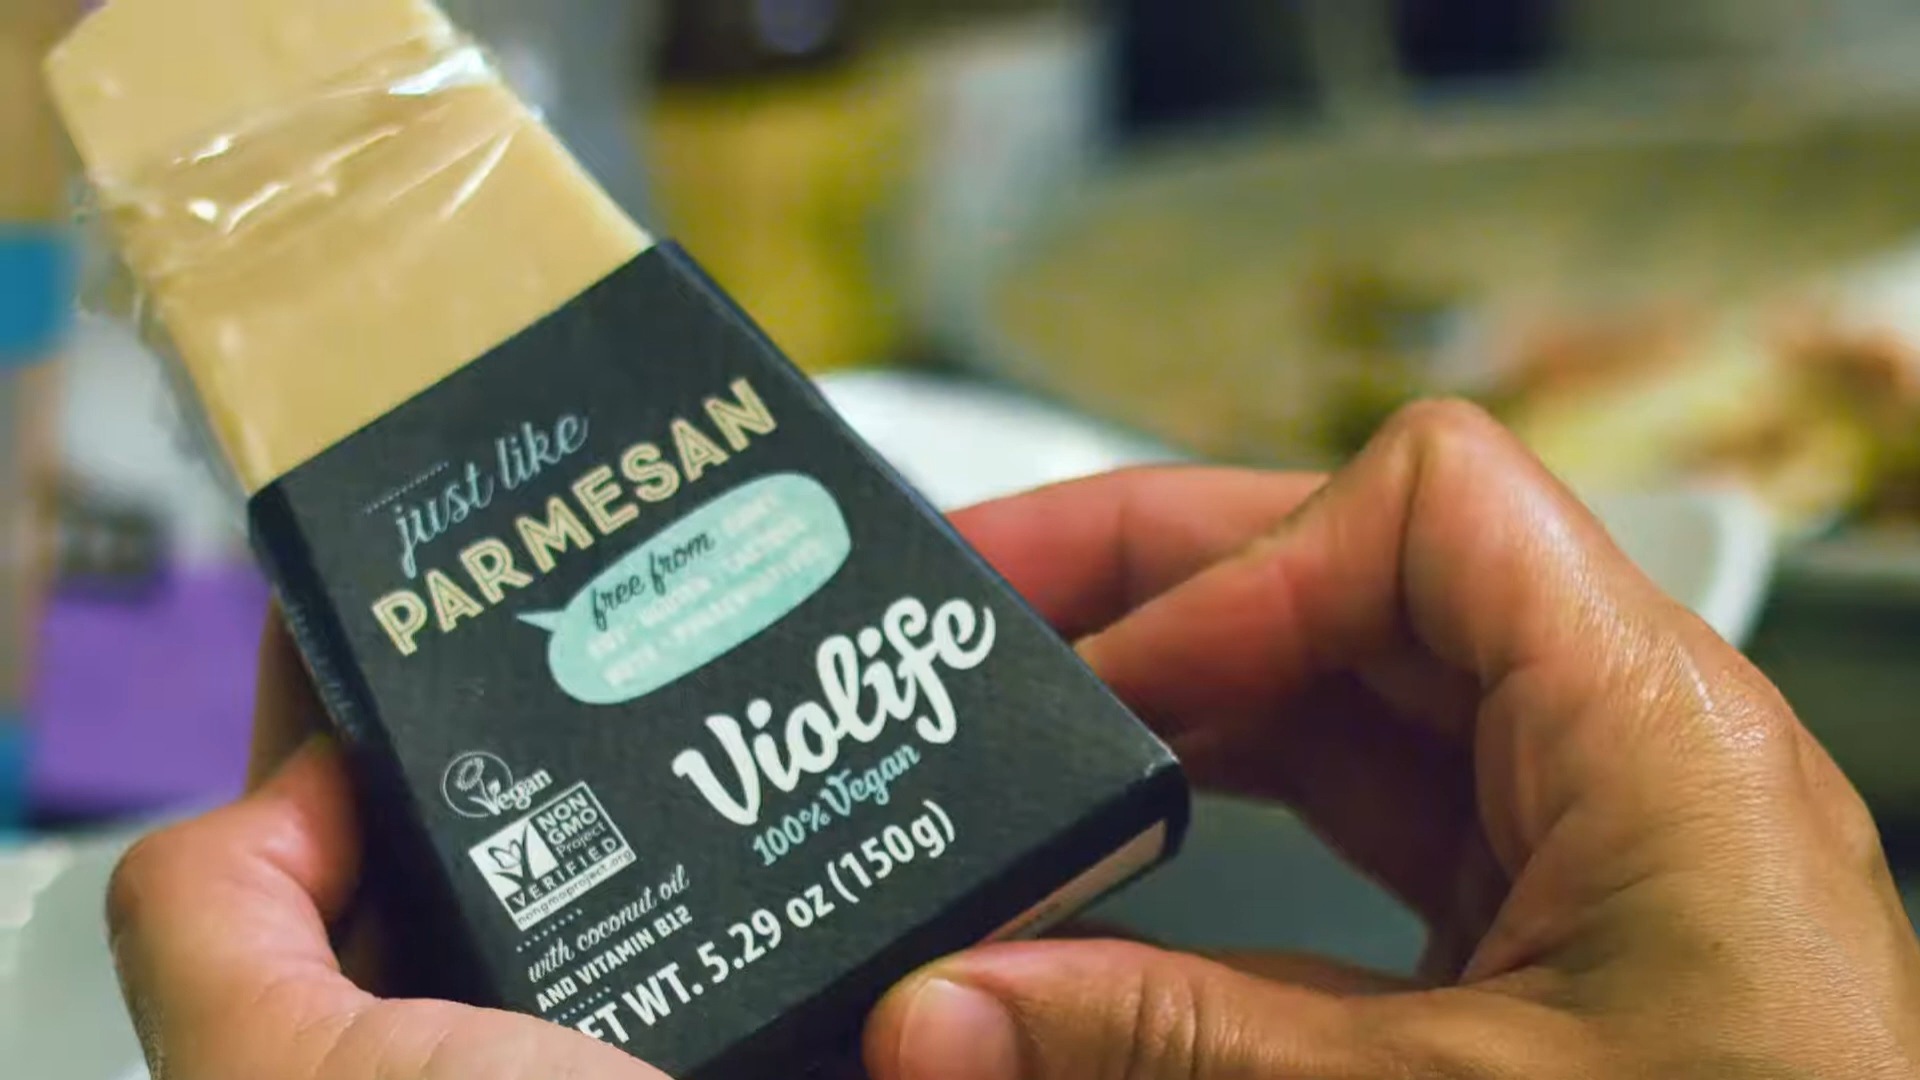 just like
PARMESAN
free from
Violife
100% Vegan
Vegan
NON
GMO
Project
VERIFIED
nongmoproject.org
with coconut oil
AND VITAMIN B12
ET WT. 5.29 oz (150g)